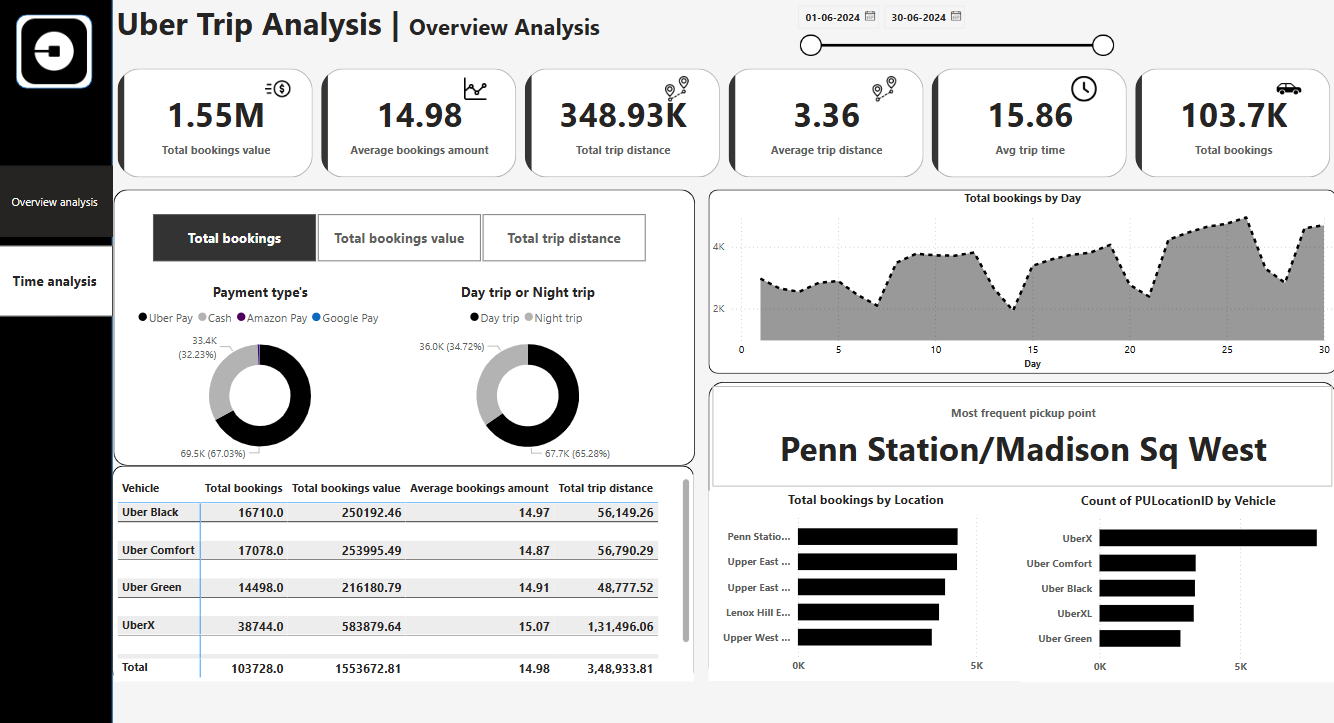 Uber Trip Analysis | Overview Analysis
01-06-2024 30-06-2024
1.55M
Total bookings value
14.98
Average bookings amount
348.93K
Total trip distance
3.36
Average trip distance
15.86
Avg trip time
103.7K
Total bookings
Overview analysis
Time analysis
Total bookings Total bookings value Total trip distance
Payment type's
Uber Pay Cash Amazon Pay Google Pay
33.4K
(32.23%)
69.5K (67.03%)
Day trip or Night trip
Day trip Night trip
36.0K (34.72%)
67.7K (65.28%)
Total bookings by Day
4K
2K
0 5 10 15 20 25 30
Day
Vehicle Total bookings Total bookings value Average bookings amount Total trip distance
Uber Black 16710.0 250192.46 14.97 56,149.26
Uber Comfort 17078.0 253995.49 14.87 56,790.29
Uber Green 14498.0 216180.79 14.91 48,777.52
UberX 38744.0 583879.64 15.07 1,31,496.06
Total 103728.0 1553672.81 14.98 3,48,933.81
Most frequent pickup point
Penn Station/Madison Sq West
Total bookings by Location
Penn Statio...
Upper East ...
Upper East ...
Lenox Hill E...
Upper West ...
0K 5K
Count of PULocationID by Vehicle
UberX
Uber Comfort
Uber Black
UberXL
Uber Green
0K 5K